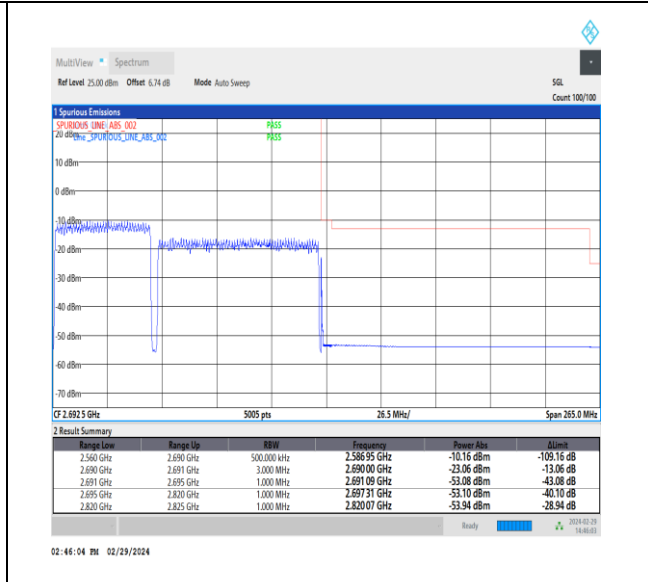 MultiView Spectrum
Ref Level 25.00 dBm Offset 6.74 dB Mode Auto Sweep SGL
Count 100/100
1 Spurious Emissions
SPURIOUS_LINE_ABS_002 PASS
20 dBm Line _SPURIOUS_LINE_ABS_002 PASS
10 dBm
0 dBm
-10 dBm
-20 dBm
-30 dBm
-40 dBm
-50 dBm
-60 dBm
-70 dBm
CF 2.692 5 GHz 5005 pts 26.5 MHz/ Span 265.0 MHz
2 Result Summary
Range Low Range Up RBW Frequency Power Abs ΔLimit
2.560 GHz 2.690 GHz 500.000 kHz 2.586 95 GHz -10.16 dBm -109.16 dB
2.690 GHz 2.691 GHz 3.000 MHz 2.690 00 GHz -23.06 dBm -13.06 dB
2.691 GHz 2.695 GHz 1.000 MHz 2.691 09 GHz -53.08 dBm -43.08 dB
2.695 GHz 2.820 GHz 1.000 MHz 2.697 31 GHz -53.10 dBm -40.10 dB
2.820 GHz 2.825 GHz 1.000 MHz 2.820 07 GHz -53.94 dBm -28.94 dB
Ready 2024-02-29
14:46:03
02:46:04 PM 02/29/2024